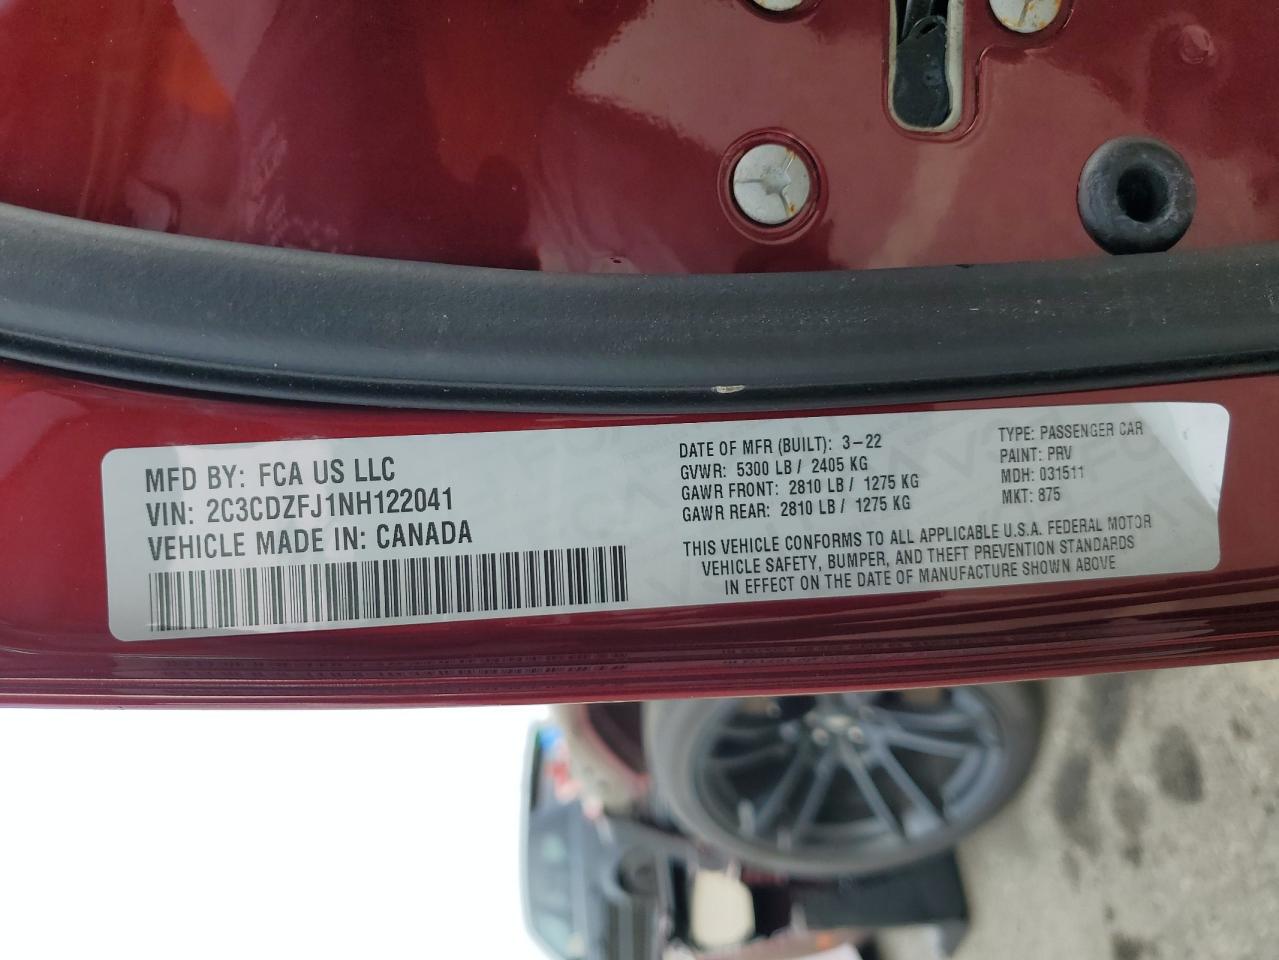 MFD BY: FCA US LLC
VIN: 2C3CDZFJ1NH122041
VEHICLE MADE IN: CANADA
DATE OF MFR (BUILT): 3-22
GVWR: 5300 LB / 2405 KG
GAWR FRONT: 2810 LB / 1275 KG
GAWR REAR: 2810 LB / 1275 KG
TYPE: PASSENGER CAR
PAINT: PRV
MDH: 031511
MKT: 875
THIS VEHICLE CONFORMS TO ALL APPLICABLE U.S.A. FEDERAL MOTOR
VEHICLE SAFETY, BUMPER, AND THEFT PREVENTION STANDARDS
IN EFFECT ON THE DATE OF MANUFACTURE SHOWN ABOVE